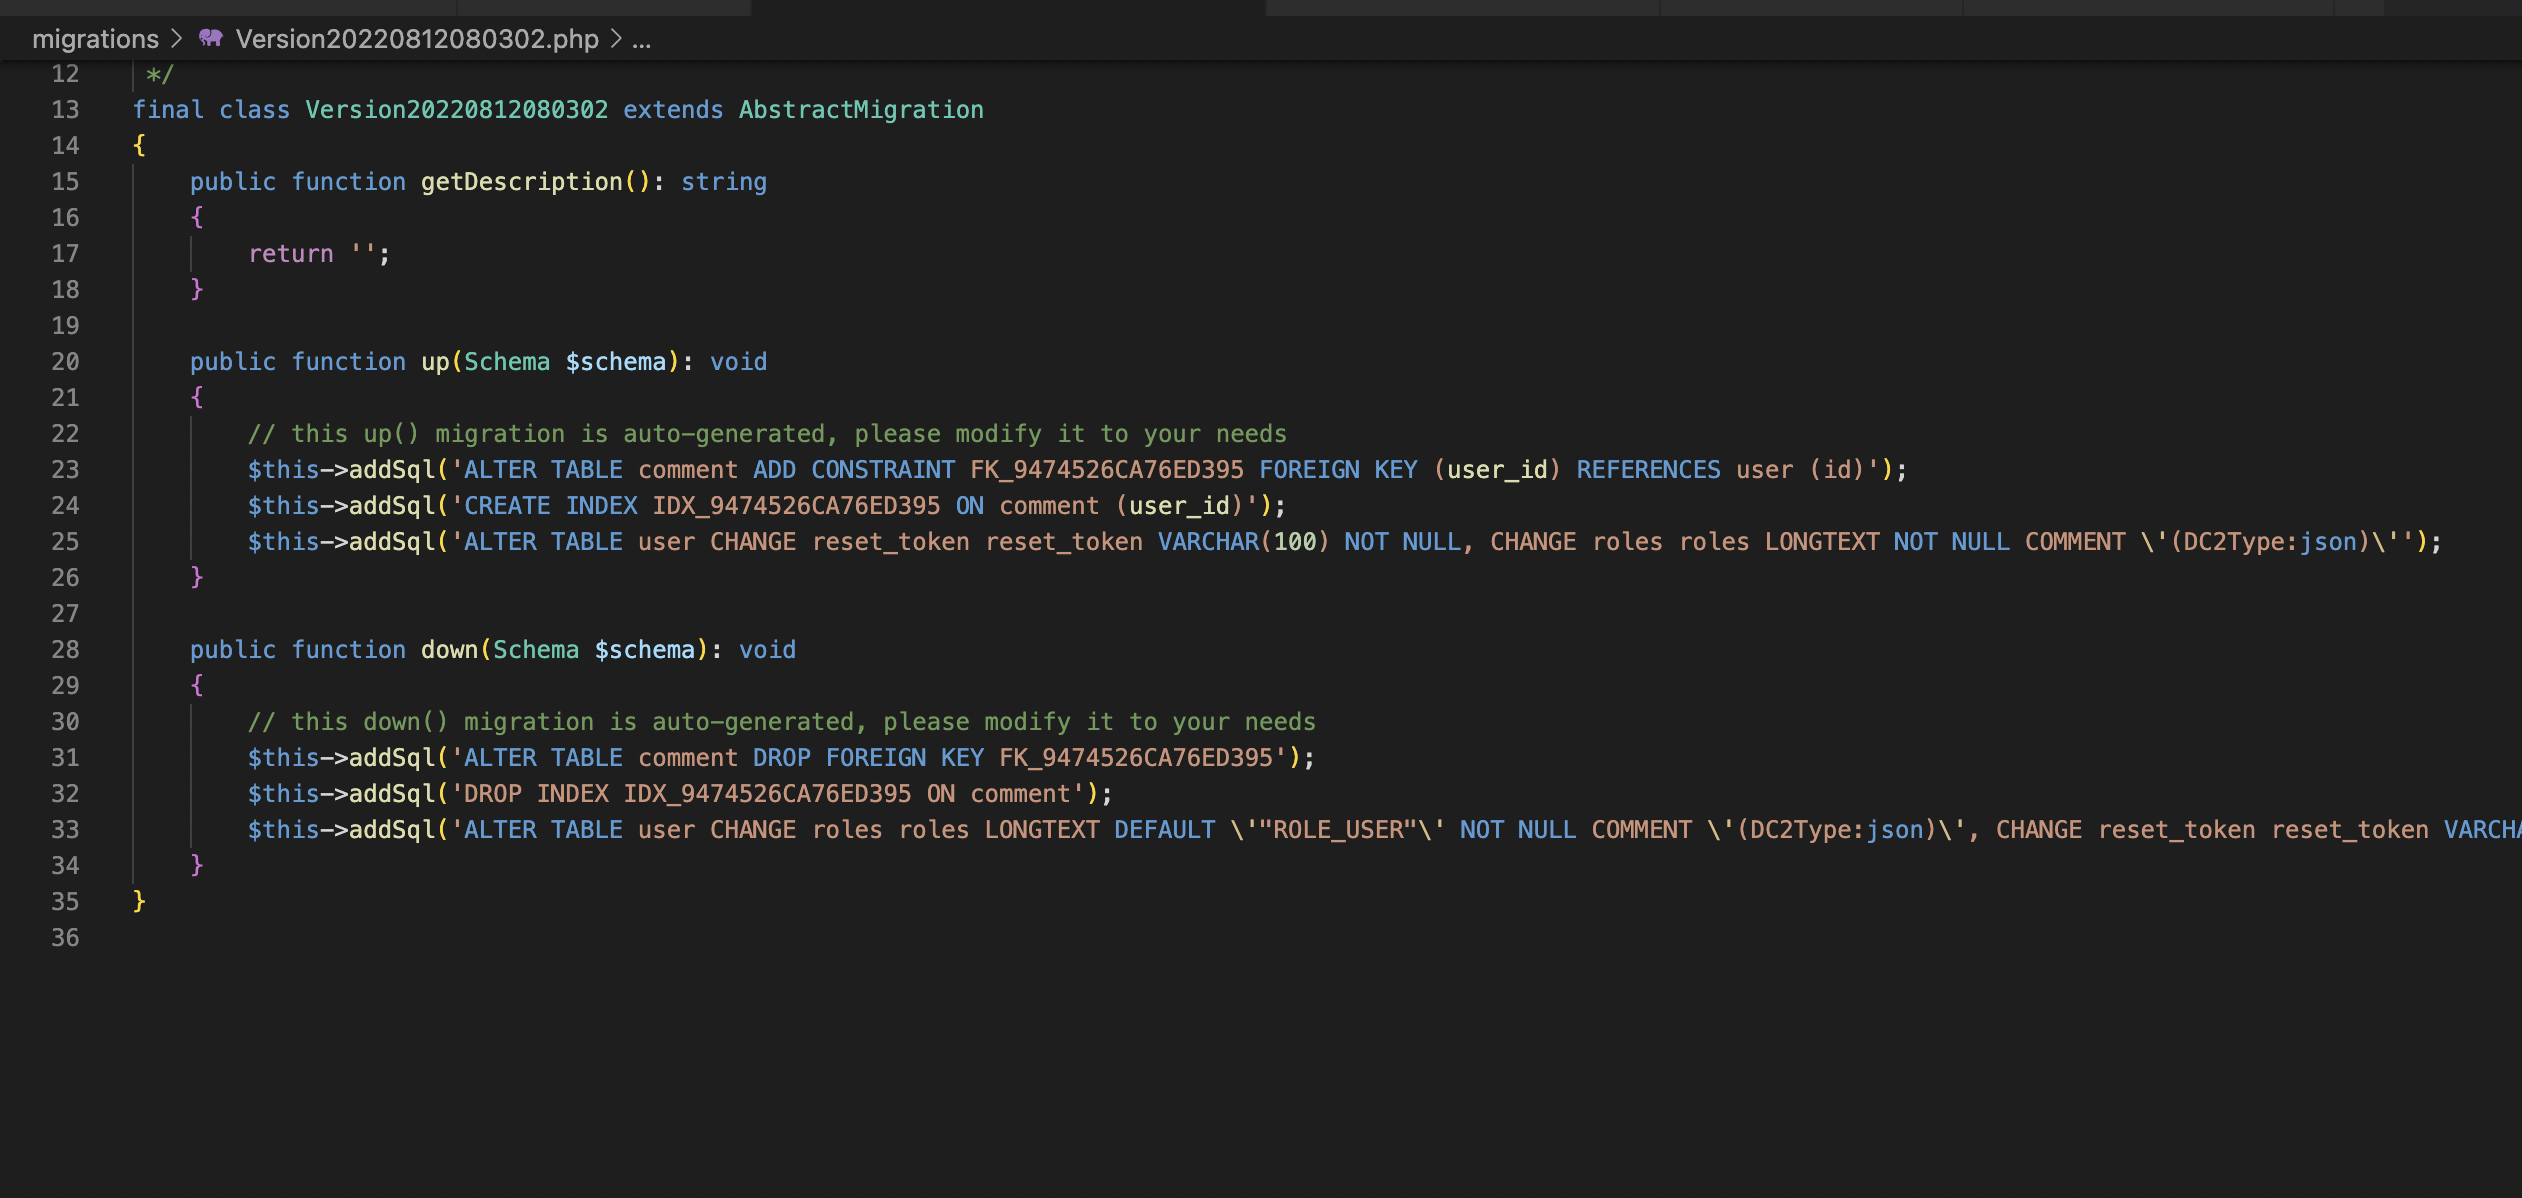 migrations > Version20220812080302.php > ...
12 */
13 final class Version20220812080302 extends AbstractMigration
14 {
15 public function getDescription(): string
16 {
17 return '';
18 }
19
20 public function up(Schema $schema): void
21 {
22 // this up() migration is auto-generated, please modify it to your needs
23 $this->addSql('ALTER TABLE comment ADD CONSTRAINT FK_9474526CA76ED395 FOREIGN KEY (user_id) REFERENCES user (id)');
24 $this->addSql('CREATE INDEX IDX_9474526CA76ED395 ON comment (user_id)');
25 $this->addSql('ALTER TABLE user CHANGE reset_token reset_token VARCHAR(100) NOT NULL, CHANGE roles roles LONGTEXT NOT NULL COMMENT \'(DC2Type:json)\'');
26 }
27
28 public function down(Schema $schema): void
29 {
30 // this down() migration is auto-generated, please modify it to your needs
31 $this->addSql('ALTER TABLE comment DROP FOREIGN KEY FK_9474526CA76ED395');
32 $this->addSql('DROP INDEX IDX_9474526CA76ED395 ON comment');
33 $this->addSql('ALTER TABLE user CHANGE roles roles LONGTEXT DEFAULT \'"ROLE_USER"\' NOT NULL COMMENT \'(DC2Type:json)\', CHANGE reset_token reset_token VARCHA
34 }
35 }
36